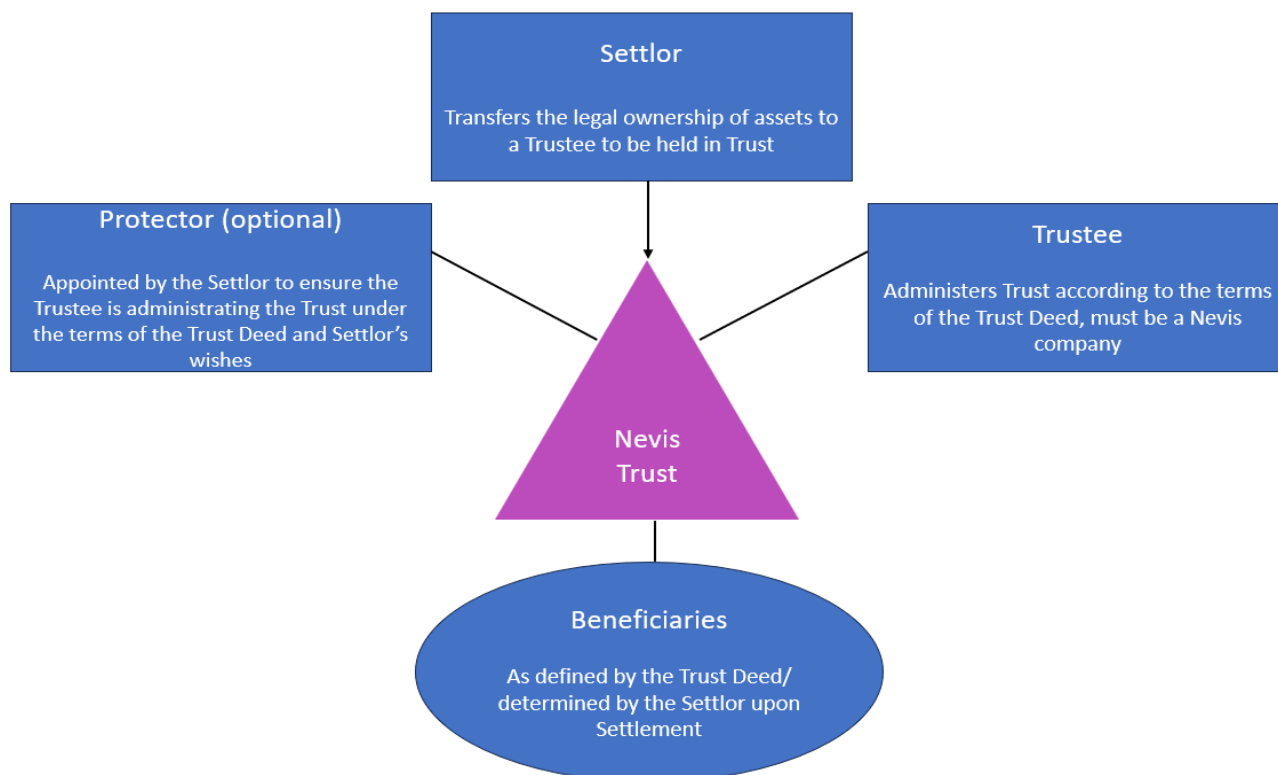 Settlor
Transfers the legal ownership of assets to
a Trustee to be held in Trust
Protector (optional)
Appointed by the Settlor to ensure the
Trustee is administrating the Trust under
the terms of the Trust Deed and Settlor’s
wishes
Trustee
Administers Trust according to the terms
of the Trust Deed, must be a Nevis
company
Nevis
Trust
Beneficiaries
As defined by the Trust Deed/
determined by the Settlor upon
Settlement